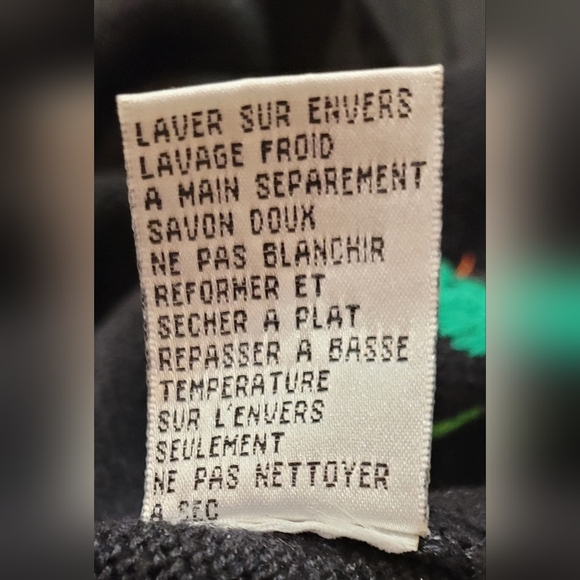 LAVER SUR ENVERS
LAVAGE FROID
A MAIN SEPAREMENT
SAVON DOUX
NE PAS BLANCHIR
REFORMER ET
SECHER A PLAT
REPASSER A BASSE
TEMPERATURE
SUR L'ENVERS
SEULEMENT
NE PAS NETTOYER
A SEC